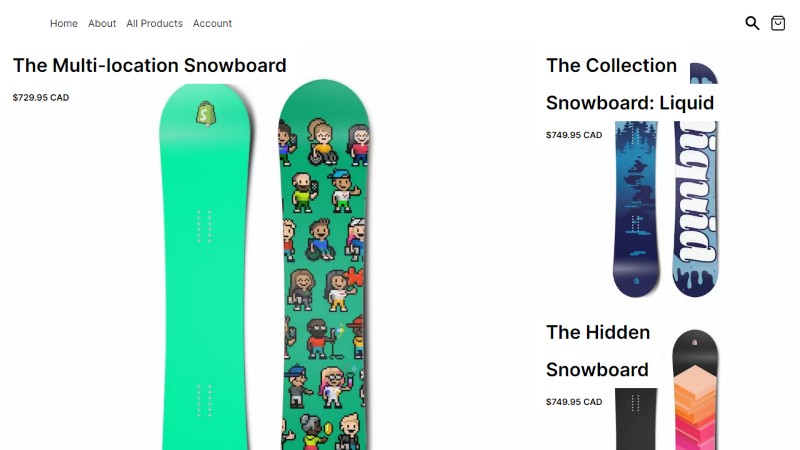 Home About All Products Account
The Multi-location Snowboard
$729.95 CAD
The Collection
Snowboard: Liquid
$749.95 CAD
liquid
The Hidden
Snowboard
$749.95 CAD